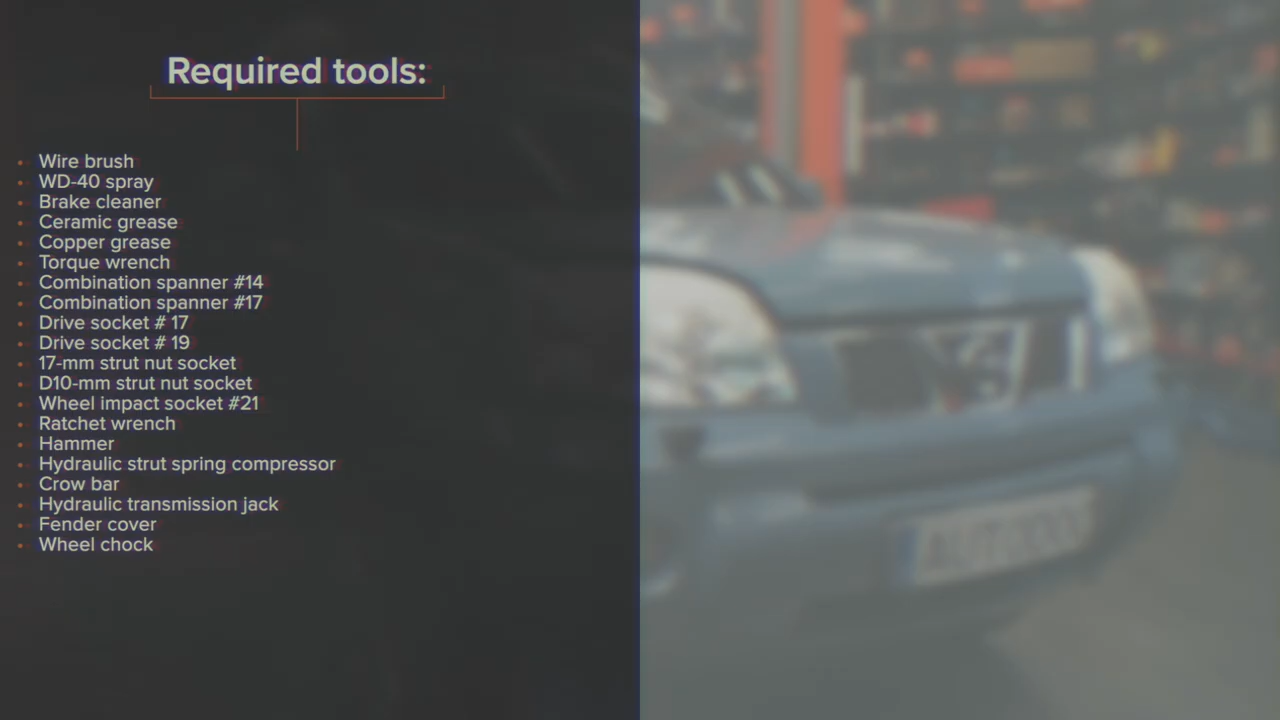 Required tools:
Wire brush
WD-40 spray
Brake cleaner
Ceramic grease
Copper grease
Torque wrench
Combination spanner #14
Combination spanner #17
Drive socket # 17
Drive socket # 19
17-mm strut nut socket
D10-mm strut nut socket
Wheel impact socket #21
Ratchet wrench
Hammer
Hydraulic strut spring compressor
Crow bar
Hydraulic transmission jack
Fender cover
Wheel chock